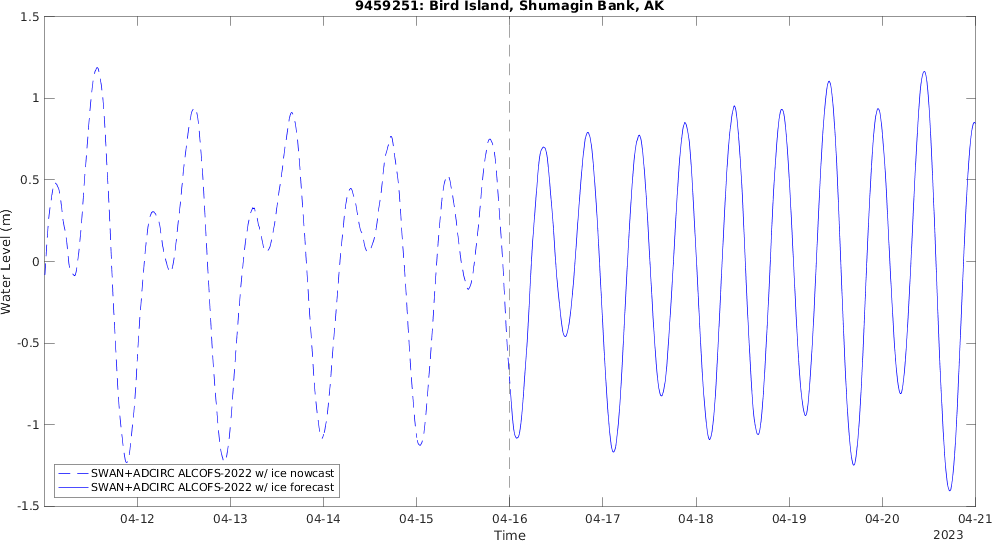 9459251: Bird Island, Shumagin Bank, AK
1.5
1
0.5
0
-0.5
-1
-1.5
Water Level (m)
SWAN+ADCIRC ALCOFS-2022 w/ ice nowcast
SWAN+ADCIRC ALCOFS-2022 w/ ice forecast
04-12 04-13 04-14 04-15 04-16 04-17 04-18 04-19 04-20 04-21
Time
2023